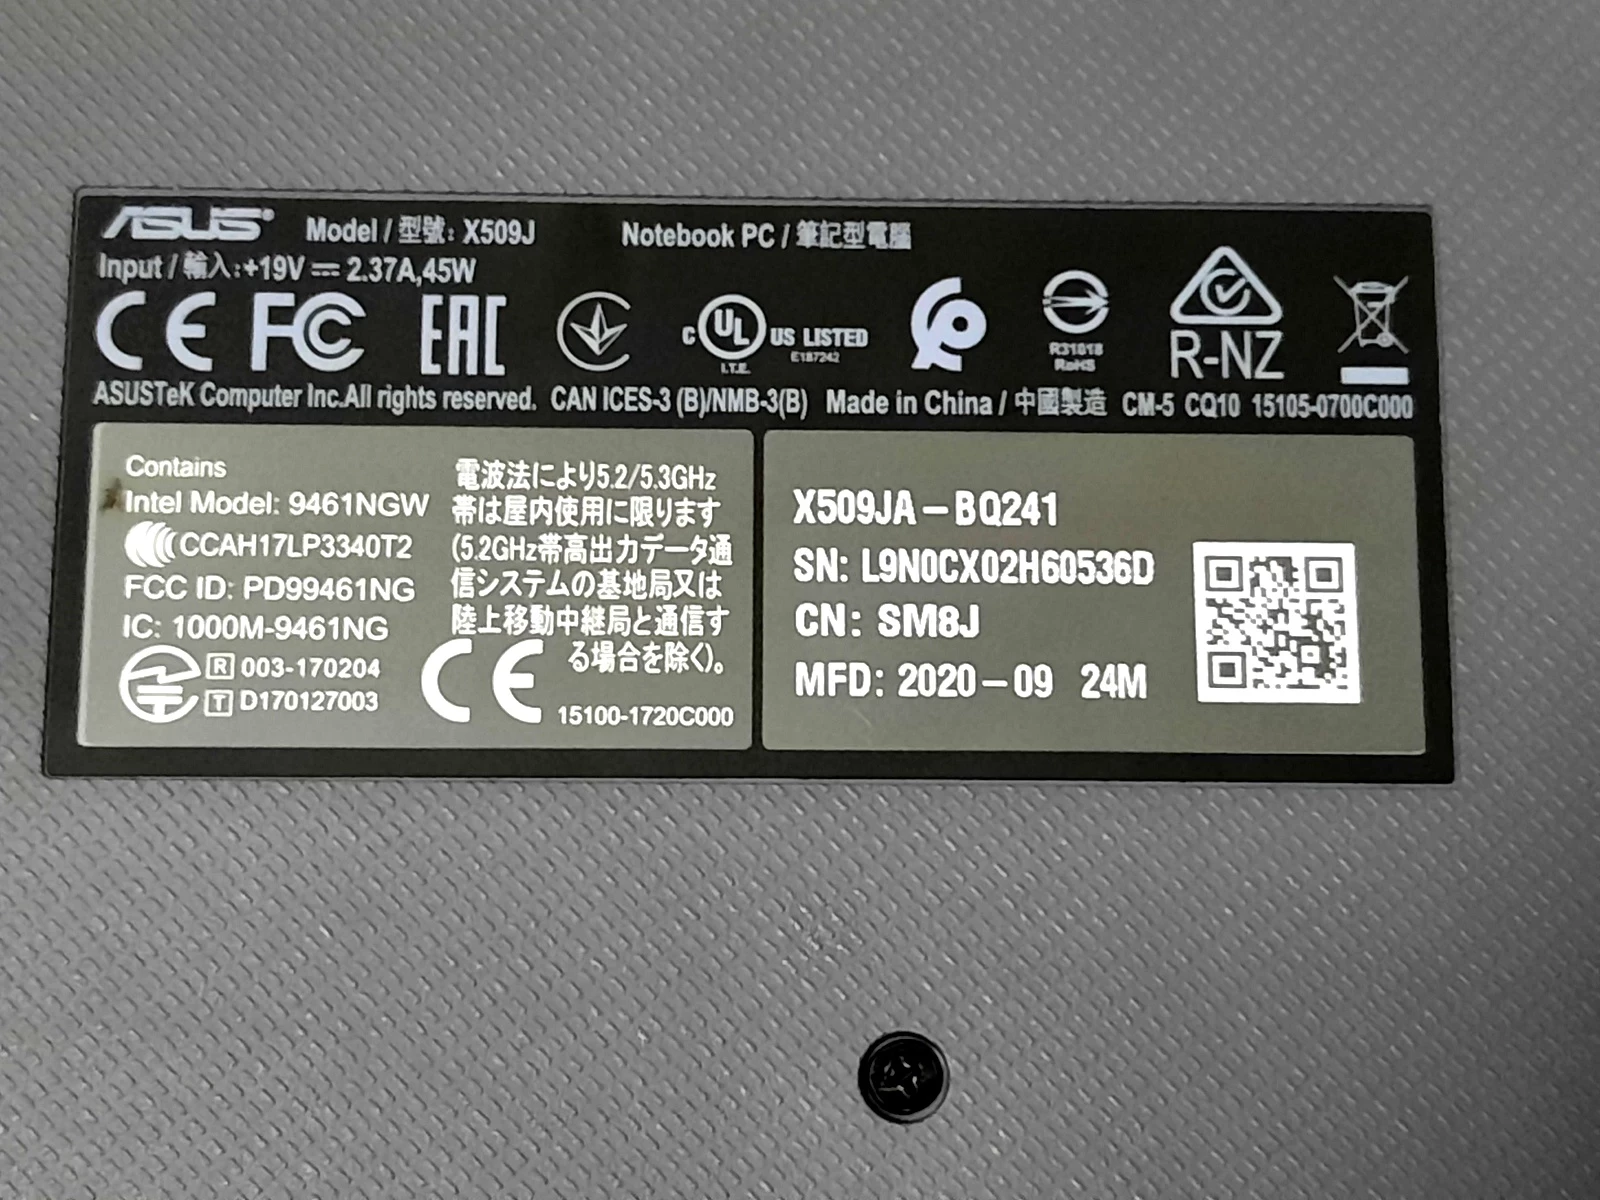 ASUS Model / 型號: X509J Notebook PC / 筆記型電腦
Input / 輸入:+19V ⎓ 2.37A,45W
CE FC EAC C UL US LISTED
E187242
I.T.E.
R31018
RoHS
R-NZ
ASUSTeK Computer Inc.All rights reserved. CAN ICES-3 (B)/NMB-3(B) Made in China / 中國製造 CM-5 CQ10 15105-0700C000
Contains
Intel Model: 9461NGW
CCAH17LP3340T2
FCC ID: PD99461NG
IC: 1000M-9461NG
R 003-170204
T D170127003
電波法により5.2/5.3GHz
帯は屋内使用に限ります
(5.2GHz帯高出力データ通
信システムの基地局又は
陸上移動中継局と通信す
る場合を除く)。
CE 15100-1720C000
X509JA-BQ241
SN: L9N0CX02H60536D
CN: SM8J
MFD: 2020-09 24M